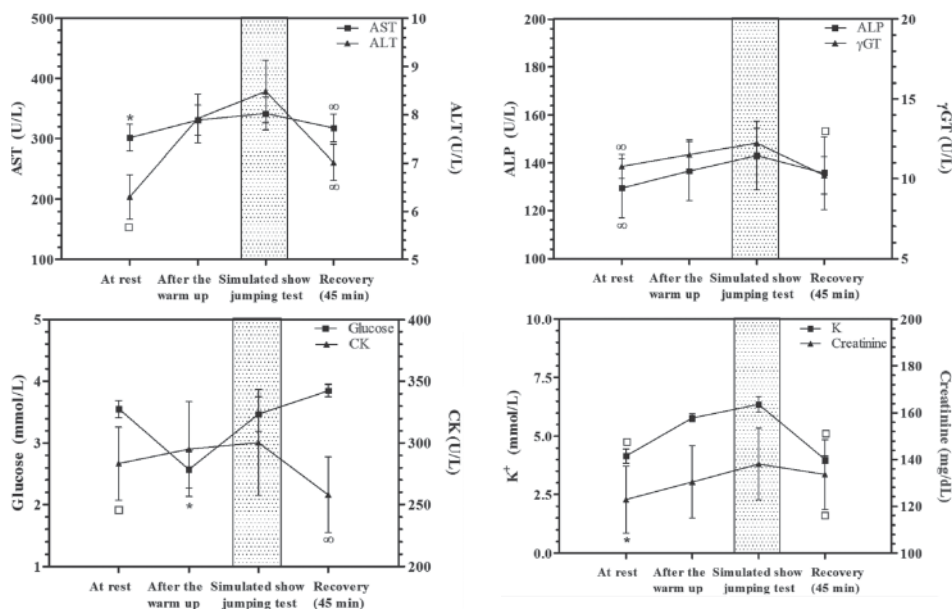 500
400
300
200
100
AST (U/L)
AST
ALT
10
9
8
7
6
5
ALT (U/L)
*
□
∞
∞
At rest
After the warm up
Simulated show jumping test
Recovery (45 min)
200
180
160
140
120
100
ALP (U/L)
ALP
γGT
20
15
10
5
γGT (U/L)
∞
∞
□
At rest
After the warm up
Simulated show jumping test
Recovery (45 min)
5
4
3
2
1
Glucose (mmol/L)
Glucose
CK
400
350
300
250
200
CK (U/L)
□
*
∞
At rest
After the warm up
Simulated show jumping test
Recovery (45 min)
10.0
7.5
5.0
2.5
0.0
K⁺ (mmol/L)
K
Creatinine
200
180
160
140
120
100
Creatinine (mg/dL)
□
*
□
□
At rest
After the warm up
Simulated show jumping test
Recovery (45 min)